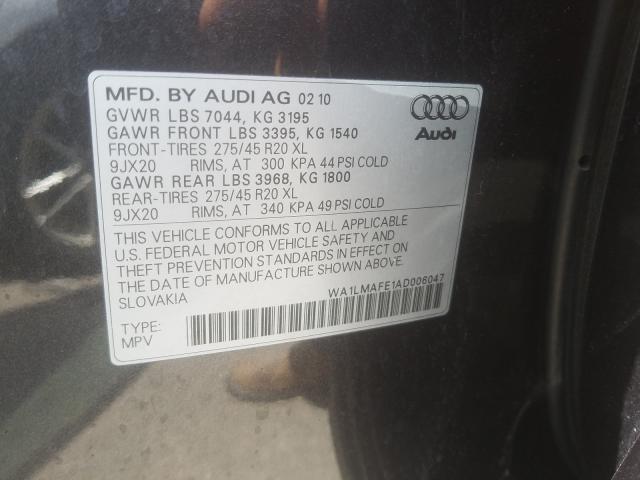 MFD. BY AUDI AG 02 10
GVWR LBS 7044, KG 3195
GAWR FRONT LBS 3395, KG 1540
FRONT-TIRES 275/45 R20 XL
9JX20 RIMS, AT 300 KPA 44 PSI COLD
GAWR REAR LBS 3968, KG 1800
REAR-TIRES 275/45 R20 XL
9JX20 RIMS, AT 340 KPA 49 PSI COLD
Audi
THIS VEHICLE CONFORMS TO ALL APPLICABLE
U.S. FEDERAL MOTOR VEHICLE SAFETY AND
THEFT PREVENTION STANDARDS IN EFFECT ON
THE DATE OF MANUFACTURE SHOWN ABOVE.
SLOVAKIA
WA1LMAFE1AD006047
TYPE:
MPV